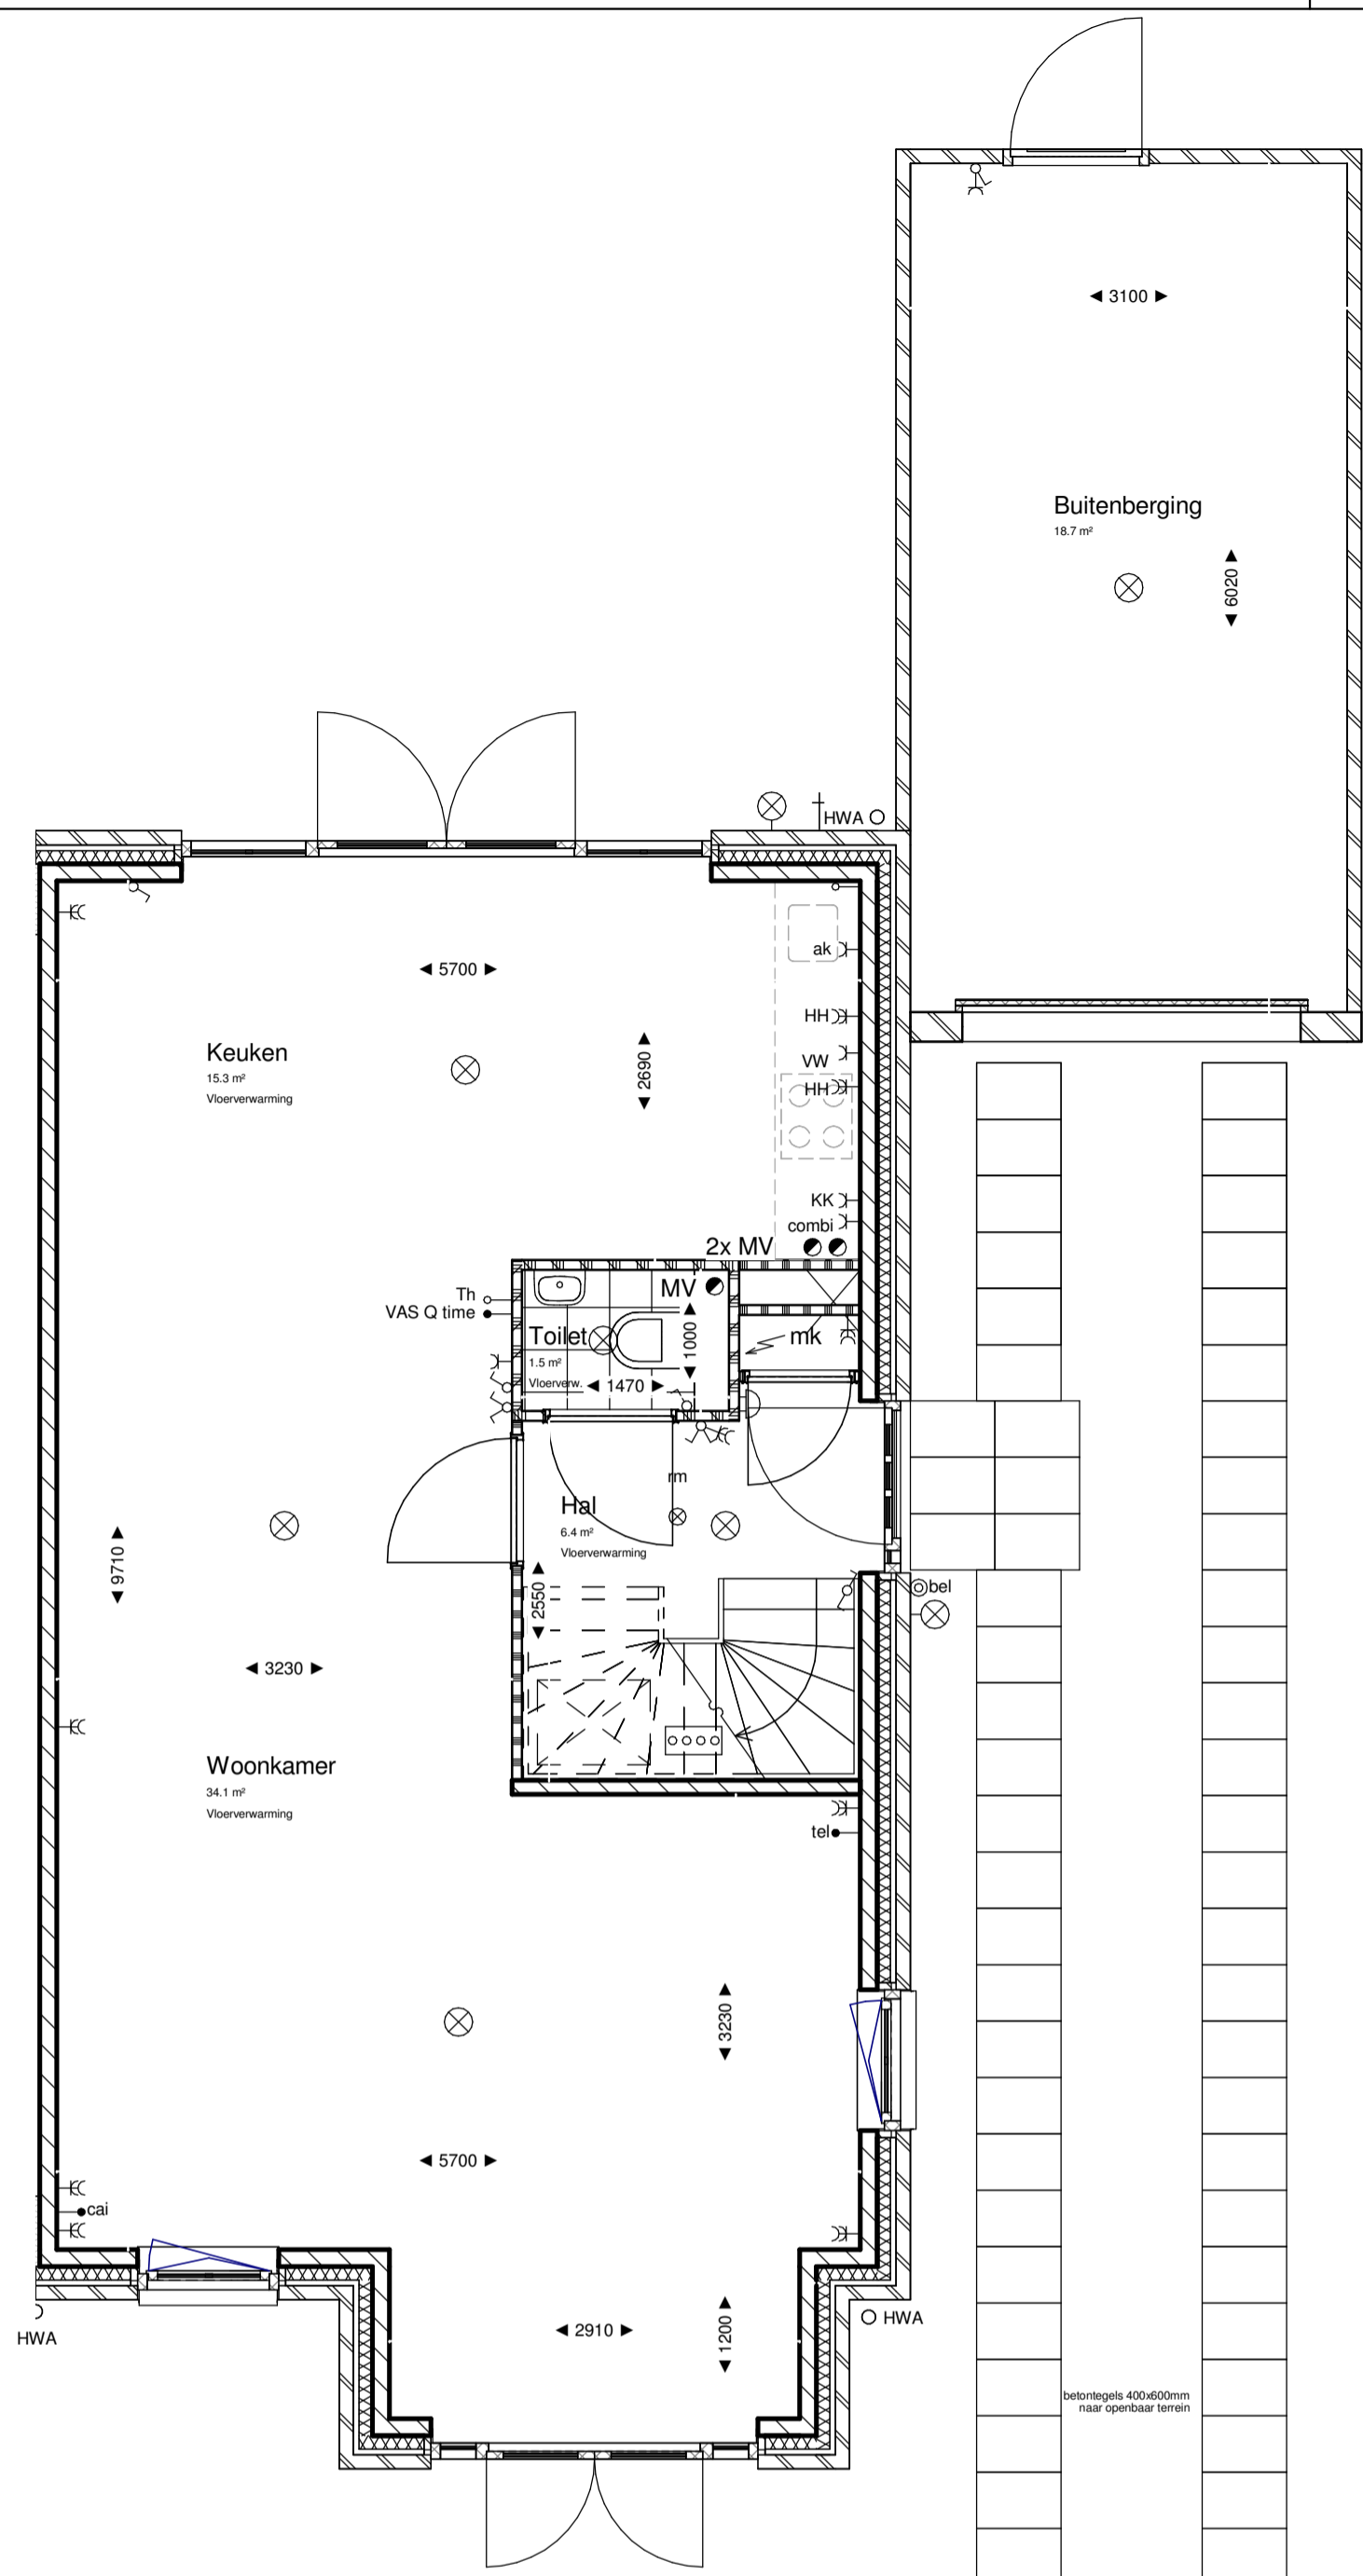 3100
Buitenberging
18.7 m²
6020
HWA
5700
ak
HH
Keuken
15.3 m²
Vloerverwarming
2690
VW
HH
KK
combi
2x MV
Th
VAS Q time
MV
Toilet
1.5 m²
Vloerverw.
1000
1470
mk
rm
Hal
6.4 m²
Vloerverwarming
2550
9710
bel
3230
Woonkamer
34.1 m²
Vloerverwarming
tel
3230
5700
cai
HWA
2910
1200
HWA
betontegels 400x600mm
naar openbaar terrein